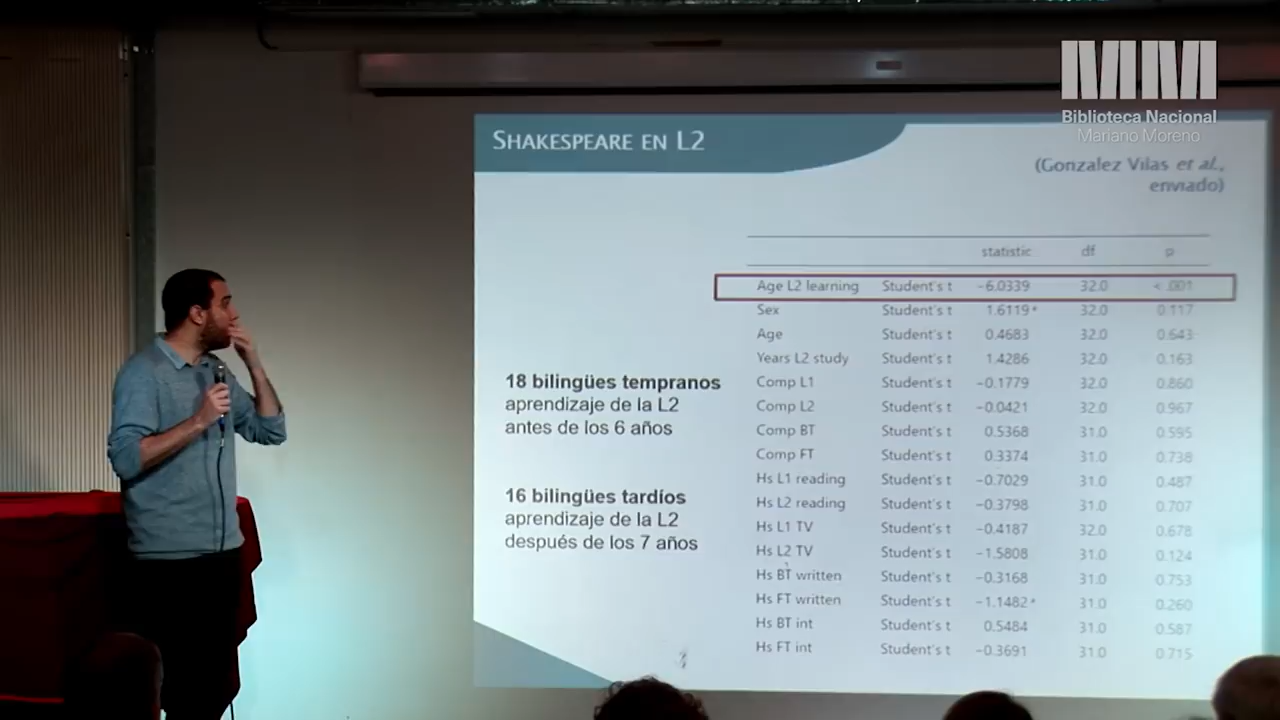 Biblioteca Nacional
Mariano Moreno
SHAKESPEARE EN L2
(Gonzalez Vilas et al.,
enviado)
statistic df p
Age L2 learning Student's t -6.0339 32.0 < .001
Sex Student's t 1.6119 * 32.0 0.117
Age Student's t 0.4683 32.0 0.643
Years L2 study Student's t 1.4286 32.0 0.163
Comp L1 Student's t -0.1779 32.0 0.860
Comp L2 Student's t -0.0421 32.0 0.967
Comp BT Student's t 0.5368 31.0 0.595
Comp FT Student's t 0.3374 31.0 0.738
Hs L1 reading Student's t -0.7029 31.0 0.487
Hs L2 reading Student's t -0.3798 31.0 0.707
Hs L1 TV Student's t -0.4187 32.0 0.678
Hs L2 TV Student's t -1.5808 31.0 0.124
Hs BT written Student's t -0.3168 31.0 0.753
Hs FT written Student's t -1.1482 * 31.0 0.260
Hs BT int Student's t 0.5484 31.0 0.587
Hs FT int Student's t -0.3691 31.0 0.715
18 bilingües tempranos
aprendizaje de la L2
antes de los 6 años
16 bilingües tardíos
aprendizaje de la L2
después de los 7 años